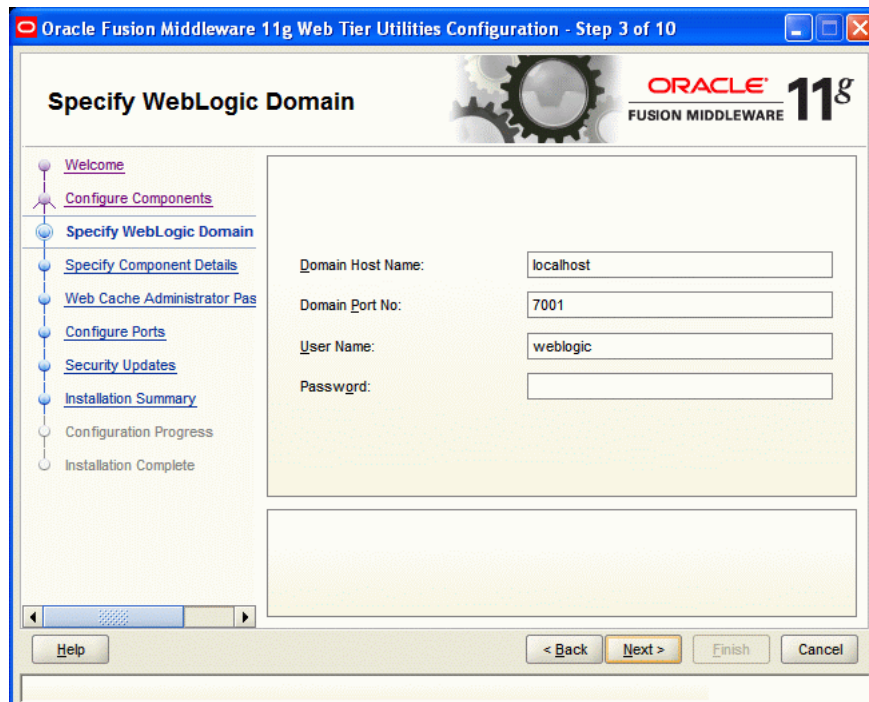 Oracle Fusion Middleware 11g Web Tier Utilities Configuration - Step 3 of 10
Specify WebLogic Domain
ORACLE
FUSION MIDDLEWARE
11g
Welcome
Configure Components
Specify WebLogic Domain
Specify Component Details
Web Cache Administrator Pas
Configure Ports
Security Updates
Installation Summary
Configuration Progress
Installation Complete
Domain Host Name: localhost
Domain Port No: 7001
User Name: weblogic
Password:
Help
< Back
Next >
Finish
Cancel